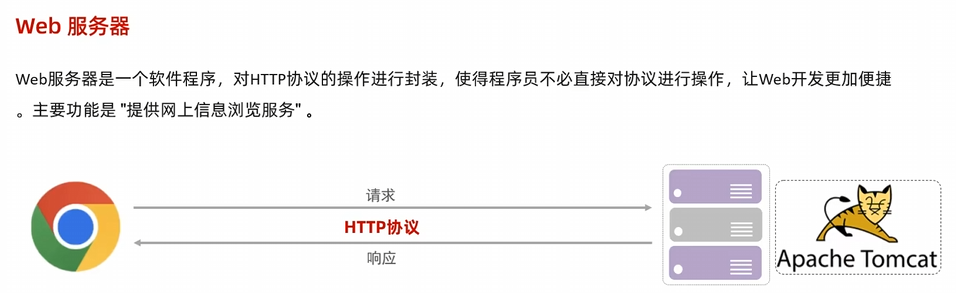 Web 服务器
Web服务器是一个软件程序，对HTTP协议的操作进行封装，使得程序员不必直接对协议进行操作，让Web开发更加便捷
。主要功能是 "提供网上信息浏览服务" 。
请求
HTTP协议
响应
Apache Tomcat